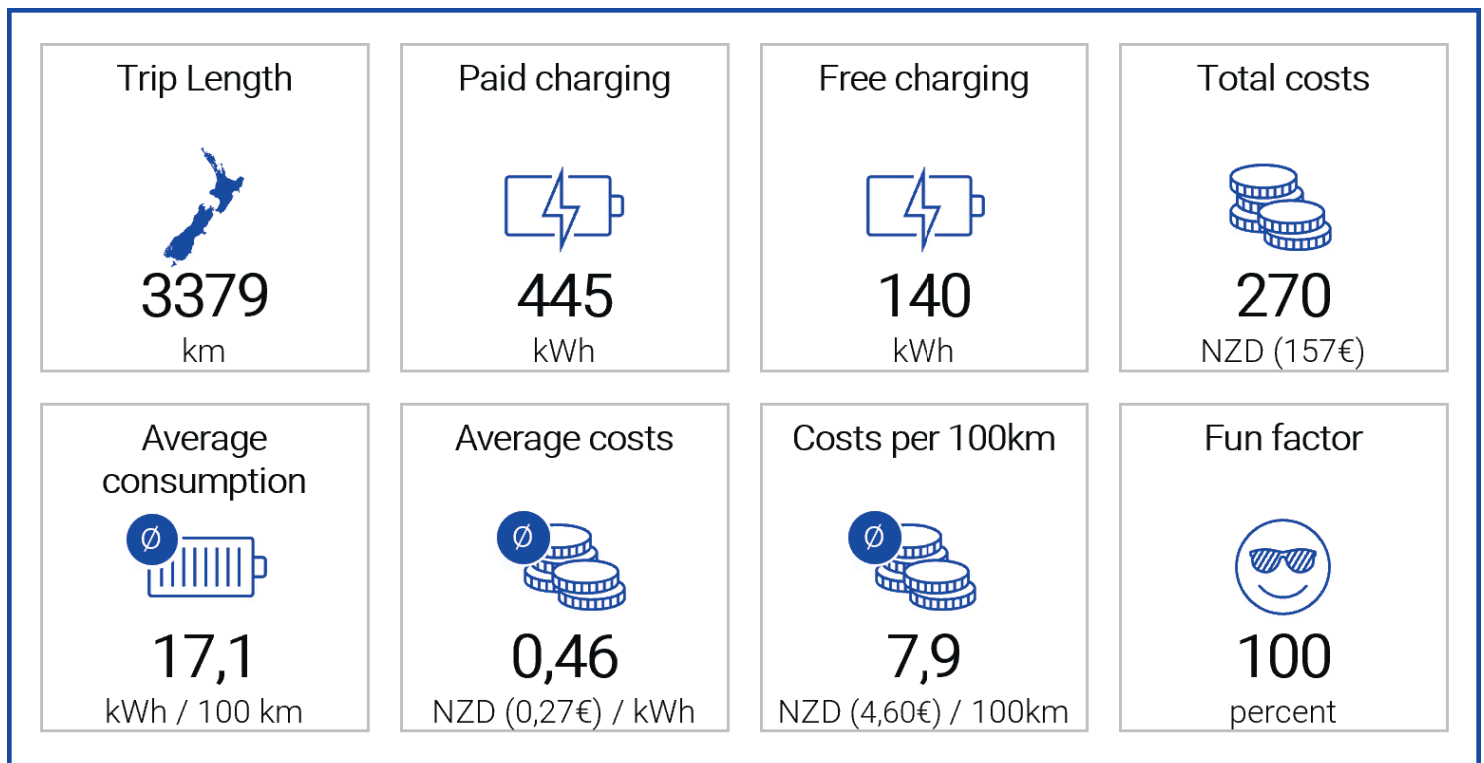 Trip Length
3379
km
Paid charging
445
kWh
Free charging
140
kWh
Total costs
270
NZD (157€)
Average
consumption
Ø
17,1
kWh / 100 km
Average costs
Ø
0,46
NZD (0,27€) / kWh
Costs per 100km
Ø
7,9
NZD (4,60€) / 100km
Fun factor
100
percent